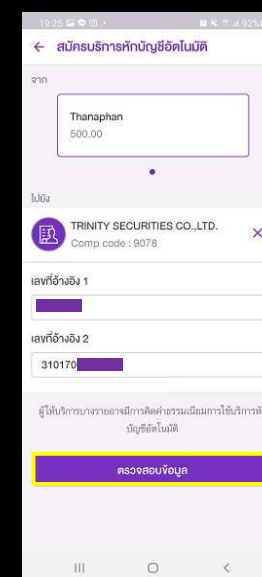 19:25
92%
สมัครบริการหักบัญชีอัตโนมัติ
จาก
Thanaphan
500.00
ไปยัง
TRINITY SECURITIES CO.,LTD.
Comp code : 9078
เลขที่อ้างอิง 1
เลขที่อ้างอิง 2
310170
ผู้ให้บริการบางรายอาจมีการคิดค่าธรรมเนียมการใช้บริการหั
บัญชีอัตโนมัติ
ตรวจสอบข้อมูล